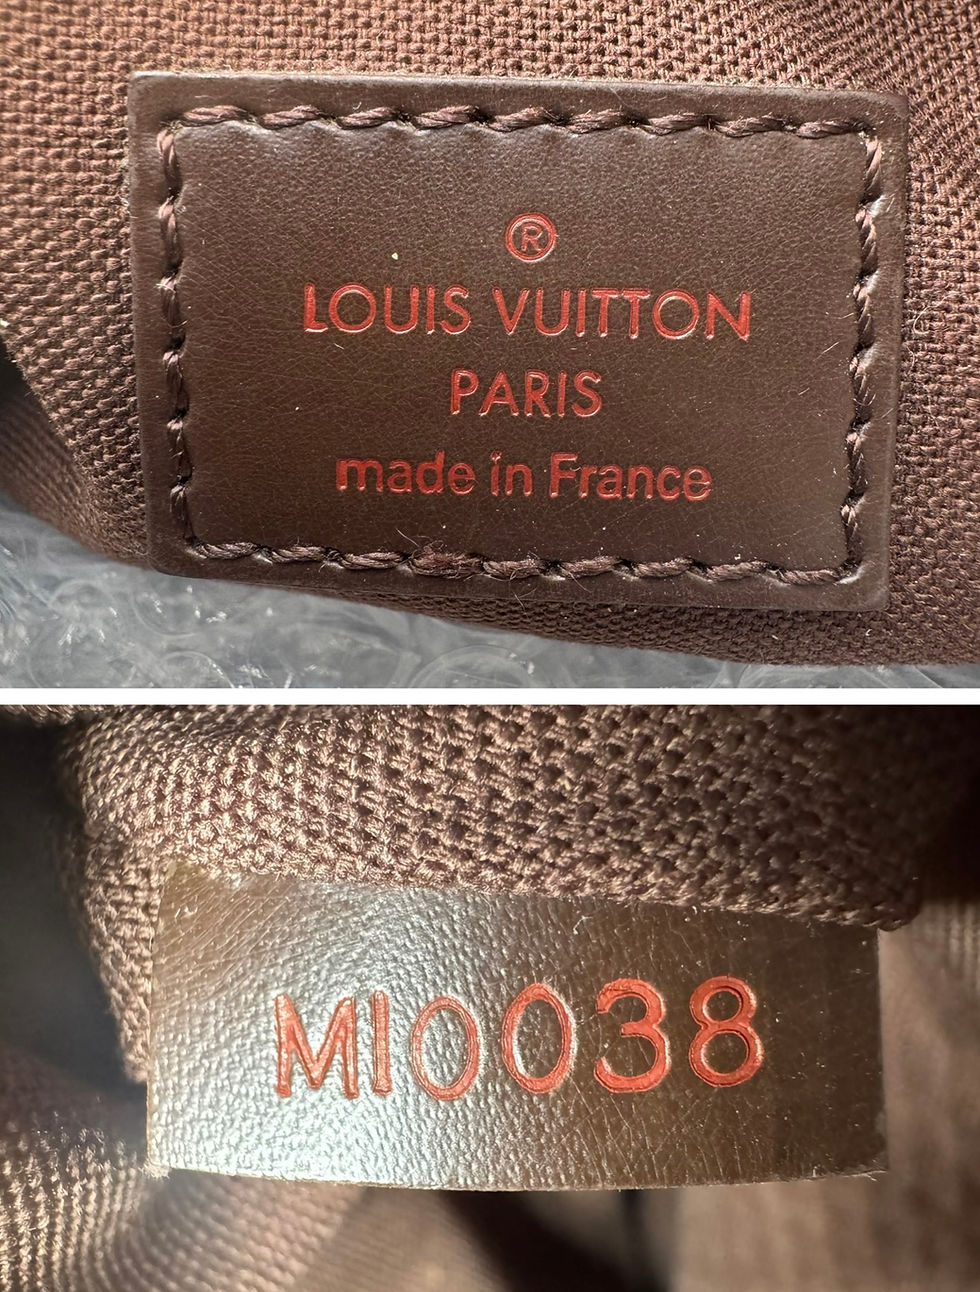 ®
LOUIS VUITTON
PARIS
made in France
MI0038